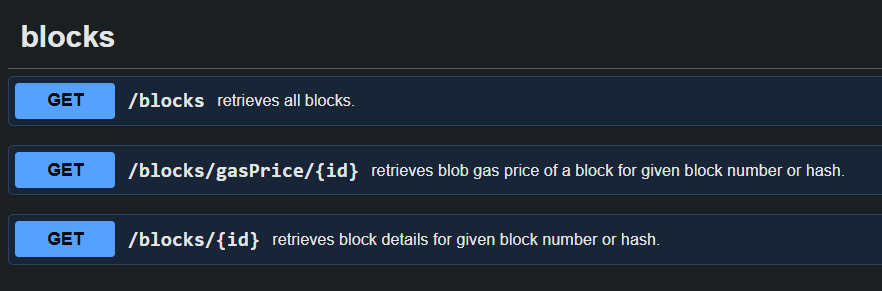 blocks
GET /blocks retrieves all blocks.
GET /blocks/gasPrice/{id} retrieves blob gas price of a block for given block number or hash.
GET /blocks/{id} retrieves block details for given block number or hash.